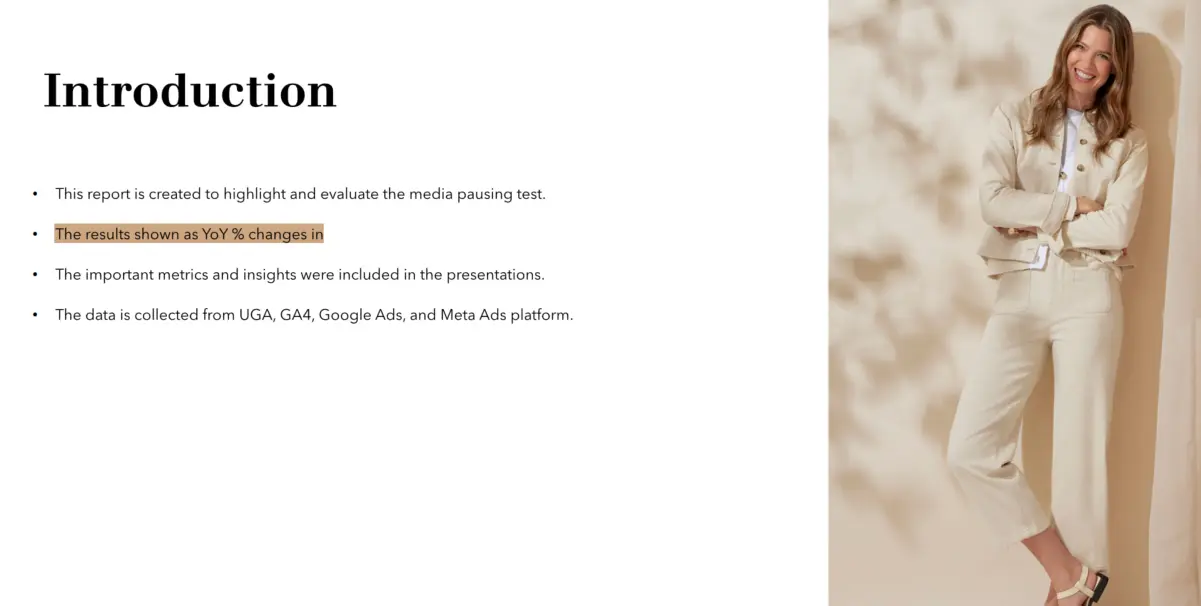 Introduction
• This report is created to highlight and evaluate the media pausing test.
• The results shown as YoY % changes in
• The important metrics and insights were included in the presentations.
• The data is collected from UGA, GA4, Google Ads, and Meta Ads platform.